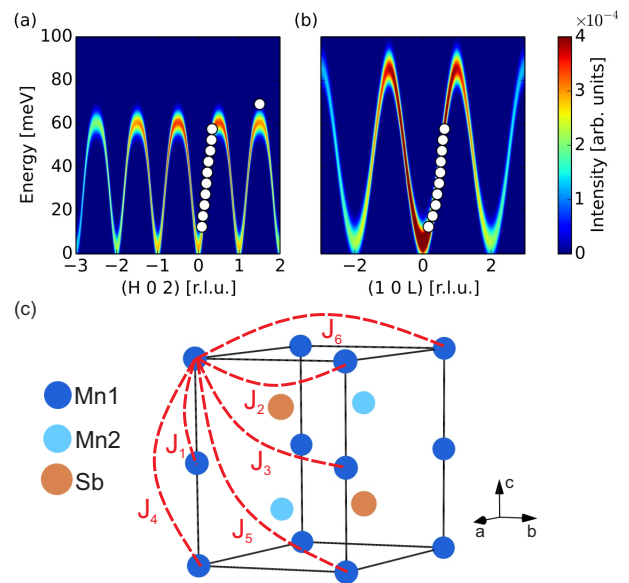 (a)
(b)
×10⁻⁴
Energy [meV]
100
80
60
40
20
0
−3 −2 −1 0 1 2
(H 0 2) [r.l.u.]
−2 0 2
(1 0 L) [r.l.u.]
4
3
2
1
0
Intensity [arb. units]
(c)
Mn1
Mn2
Sb
J₆
J₂
J₁
J₃
J₄
J₅
c
a
b